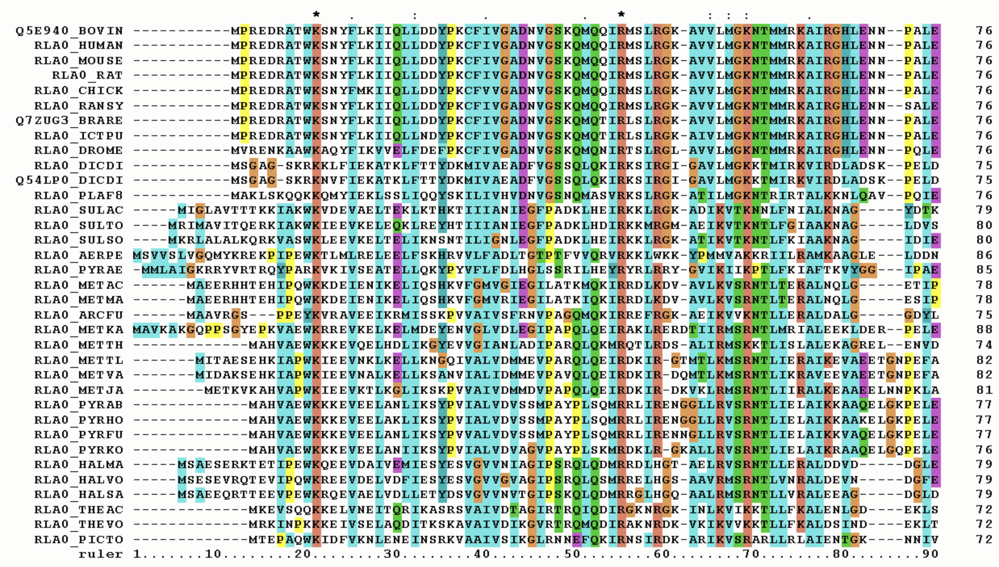 * . : . . * : : : .
Q5E940_BOVIN -----------MPREDRATWKSNYFLKIIQLLDDYPKCFIVGADNVGSKQMQQIRMSLRGK-AVVLMGKNTMMRKAIRGHLENN--PALE 76
RLA0_HUMAN -----------MPREDRATWKSNYFLKIIQLLDDYPKCFIVGADNVGSKQMQQIRMSLRGK-AVVLMGKNTMMRKAIRGHLENN--PALE 76
RLA0_MOUSE -----------MPREDRATWKSNYFLKIIQLLDDYPKCFIVGADNVGSKQMQQIRMSLRGK-AVVLMGKNTMMRKAIRGHLENN--PALE 76
RLA0_RAT -----------MPREDRATWKSNYFLKIIQLLDDYPKCFIVGADNVGSKQMQQIRMSLRGK-AVVLMGKNTMMRKAIRGHLENN--PALE 76
RLA0_CHICK -----------MPREDRATWKSNYFMKIIQLLDDYPKCFVVGADNVGSKQMQQIRMSLRGK-AVVLMGKNTMMRKAIRGHLENN--PALE 76
RLA0_RANSY -----------MPREDRATWKSNYFLKIIQLLDDYPKCFIVGADNVGSKQMQQIRMSLRGK-AVVLMGKNTMMRKAIRGHLENN--SALE 76
Q7ZUG3_BRARE -----------MPREDRATWKSNYFLKIIQLLDDYPKCFIVGADNVGSKQMQTIRLSLRGK-AVVLMGKNTMMRKAIRGHLENN--PALE 76
RLA0_ICTPU -----------MPREDRATWKSNYFLKIIQLLNDYPKCFIVGADNVGSKQMQTIRLSLRGK-AIVLMGKNTMMRKAIRGHLENN--PALE 76
RLA0_DROME -----------MVRENKAAWKAQYFIKVVELFDEFPKCFIVGADNVGSKQMQNIRTSLRGL-AVVLMGKNTMMRKAIRGHLENN--PQLE 76
RLA0_DICDI -----------MSGAG-SKRKKLFIEKATKLFTTYDKMIVAEADFVGSSQLQKIRKSIRGI-GAVLMGKKTMIRKVIRDLADSK--PELD 75
Q54LP0_DICDI -----------MSGAG-SKRKNVFIEKATKLFTTYDKMIVAEADFVGSSQLQKIRKSIRGI-GAVLMGKKTMIRKVIRDLADSK--PELD 75
RLA0_PLAF8 -----------MAKLSKQQKKQMYIEKLSSLIQQYSKILIVHVDNVGSNQMASVRKSLRGK-ATILMGKNTRIRTALKKNLQAV--PQIE 76
RLA0_SULAC -----MIGLAVTTTKKIAKWKVDEVAELTEKLKTHKTIIIANIEGFPADKLHEIRKKLRGK-ADIKVTKNNLFNIALKNAG-----YDTK 79
RLA0_SULTO ----MRIMAVITQERKIAKWKIEEVKELEQKLREYHTIIIANIEGFPADKLHDIRKKMRGM-AEIKVTKNTLFGIAAKNAG-----LDVS 80
RLA0_SULSO ----MKRLALALKQRKVASWKLEEVKELTELIKNSNTILIGNLEGFPADKLHEIRKKLRGK-ATIKVTKNTLFKIAAKNAG-----IDIE 80
RLA0_AERPE MSVVSLVGQMYKREKPIPEWKTLMLRELEELFSKHRVVLFADLTGTPTFVVQRVRKKLWKK-YPMMVAKKRIILRAMKAAGLE---LDDN 86
RLA0_PYRAE -MMLAIGKRRYVRTRQYPARKVKIVSEATELLQKYPYVFLFDLHGLSSRILHEYRYRLRRY-GVIKIIKPTLFKIAFTKVYGG---IPAE 85
RLA0_METAC ------MAEERHHTEHIPQWKKDEIENIKELIQSHKVFGMVGIEGILATKMQKIRRDLKDV-AVLKVSRNTLTERALNQLG-----ETIP 78
RLA0_METMA ------MAEERHHTEHIPQWKKDEIENIKELIQSHKVFGMVRIEGILATKIQKIRRDLKDV-AVLKVSRNTLTERALNQLG-----ESIP 78
RLA0_ARCFU ------MAAVRGS---PPEYKVRAVEEIKRMISSKPVVAIVSFRNVPAGQMQKIRREFRGK-AEIKVVKNTLLERALDALG-----GDYL 75
RLA0_METKA MAVKAKGQPPSGYEPKVAEWKRREVKELKELMDEYENVGLVDLEGIPAPQLQEIRAKLRERDTIIRMSRNTLMRIALEEKLDER--PELE 88
RLA0_METTH -------------MAHVAEWKKKEVQELHDLIKGYEVVGIANLADIPARQLQKMRQTLRDS-ALIRMSKKTLISLALEKAGREL--ENVD 74
RLA0_METTL -------MITAESEHKIAPWKIEEVNKLKELLKNGQIVALVDMMEVPARQLQEIRDKIR-GTMTLKMSRNTLIERAIKEVAEETGNPEFA 82
RLA0_METVA -------MIDAKSEHKIAPWKIEEVNALKELLKSANVIALIDMMEVPAVQLQEIRDKIR-DQMTLKMSRNTLIKRAVEEVAEETGNPEFA 82
RLA0_METJA --------METKVKAHVAPWKIEEVKTLKGLIKSKPVVAIVDMMDVPAPQLQEIRDKIR-DKVKLRMSRNTLIIRALKEAAEELNNPKLA 81
RLA0_PYRAB -------------MAHVAEWKKKEVEELANLIKSYPVIALVDVSSMPAYPLSQMRRLIRENGGLLRVSRNTLIELAIKKAAQELGKPELE 77
RLA0_PYRHO -------------MAHVAEWKKKEVEELAKLIKSYPVIALVDVSSMPAYPLSQMRRLIRENGGLLRVSRNTLIELAIKKAAKELGKPELE 77
RLA0_PYRFU -------------MAHVAEWKKKEVEELANLIKSYPVVALVDVSSMPAYPLSQMRRLIRENNGLLRVSRNTLIELAIKKVAQELGKPELE 77
RLA0_PYRKO -------------MAHVAEWKKKEVEELANIIKSYPVIALVDVAGVPAYPLSKMRDKLR-GKALLRVSRNTLIELAIKRAAQELGQPELE 76
RLA0_HALMA -----MSAESERKTETIPEWKQEEVDAIVEMIESYESVGVVNIAGIPSRQLQDMRRDLHGT-AELRVSRNTLLERALDDVD-----DGLE 79
RLA0_HALVO -----MSESEVRQTEVIPQWKREEVDELVDFIESYESVGVVGVAGIPSRQLQSMRRELHGS-AAVRMSRNTLVNRALDEVN-----DGFE 79
RLA0_HALSA -----MSAEEQRTTEEVPEWKRQEVAELVDLLETYDSVGVVNVTGIPSKQLQDMRRGLHGQ-AALRMSRNTLLVRALEEAG-----DGLD 79
RLA0_THEAC -------------MKEVSQQKKELVNEITQRIKASRSVAIVDTAGIRTRQIQDIRGKNRGK-INLKVIKKTLLFKALENLGD----EKLS 72
RLA0_THEVO -------------MRKINPKKKEIVSELAQDITKSKAVAIVDIKGVRTRQMQDIRAKNRDK-VKIKVVKKTLLFKALDSIND----EKLT 72
RLA0_PICTO -------------MTEPAQWKIDFVKNLENEINSRKVAAIVSIKGLRNNEFQKIRNSIRDK-ARIKVSRARLLRLAIENTGK----NNIV 72
ruler 1.......10........20........30........40........50........60........70........80........90